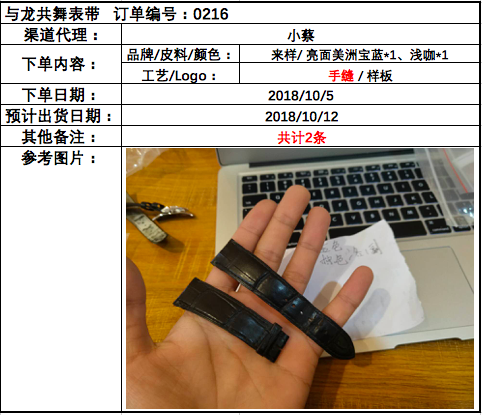 与龙共舞表带 订单编号:0216
渠道代理: 小蔡
下单内容: 品牌/皮料/颜色: 来样/ 亮面美洲宝蓝*1、浅咖*1
工艺/Logo: 手缝 / 样板
下单日期: 2018/10/5
预计出货日期: 2018/10/12
其他备注: 共计2条
参考图片: